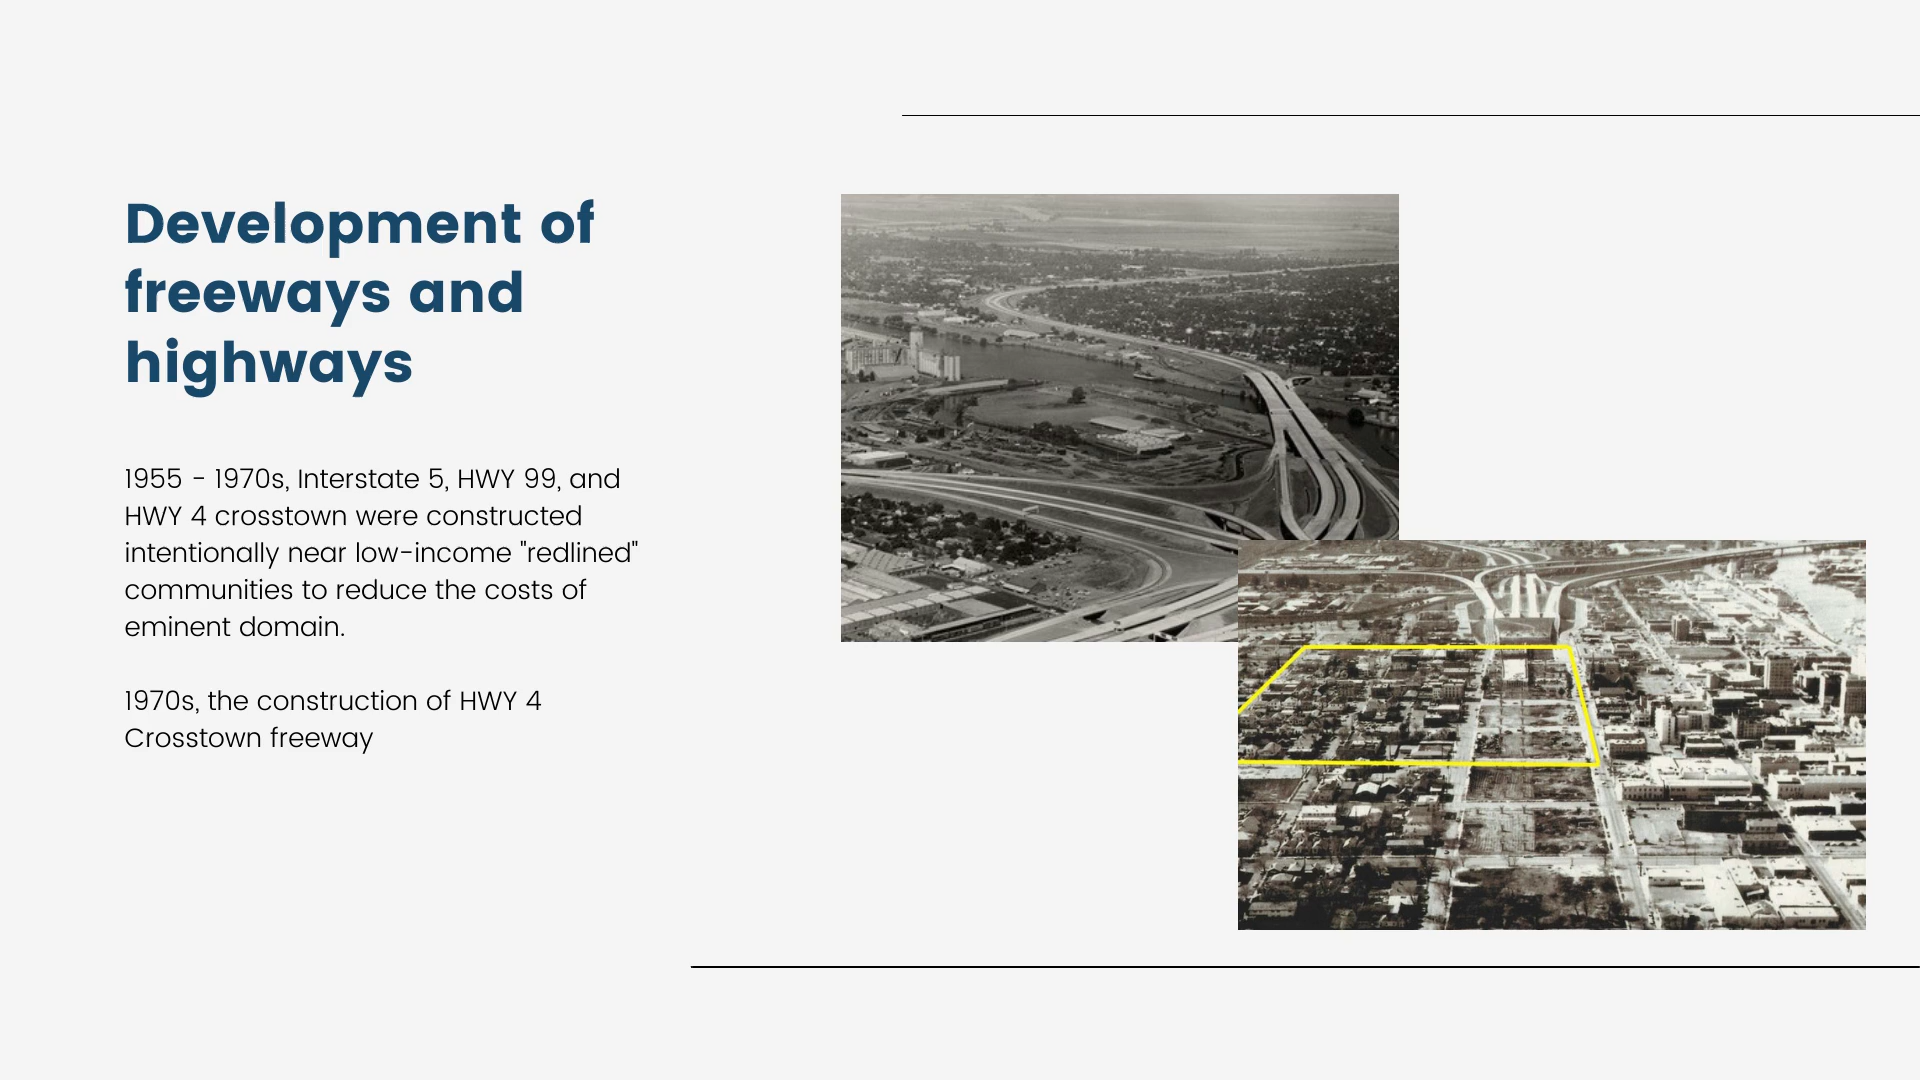 Development of
freeways and
highways
1955 - 1970s, Interstate 5, HWY 99, and
HWY 4 crosstown were constructed
intentionally near low-income "redlined"
communities to reduce the costs of
eminent domain.
1970s, the construction of HWY 4
Crosstown freeway